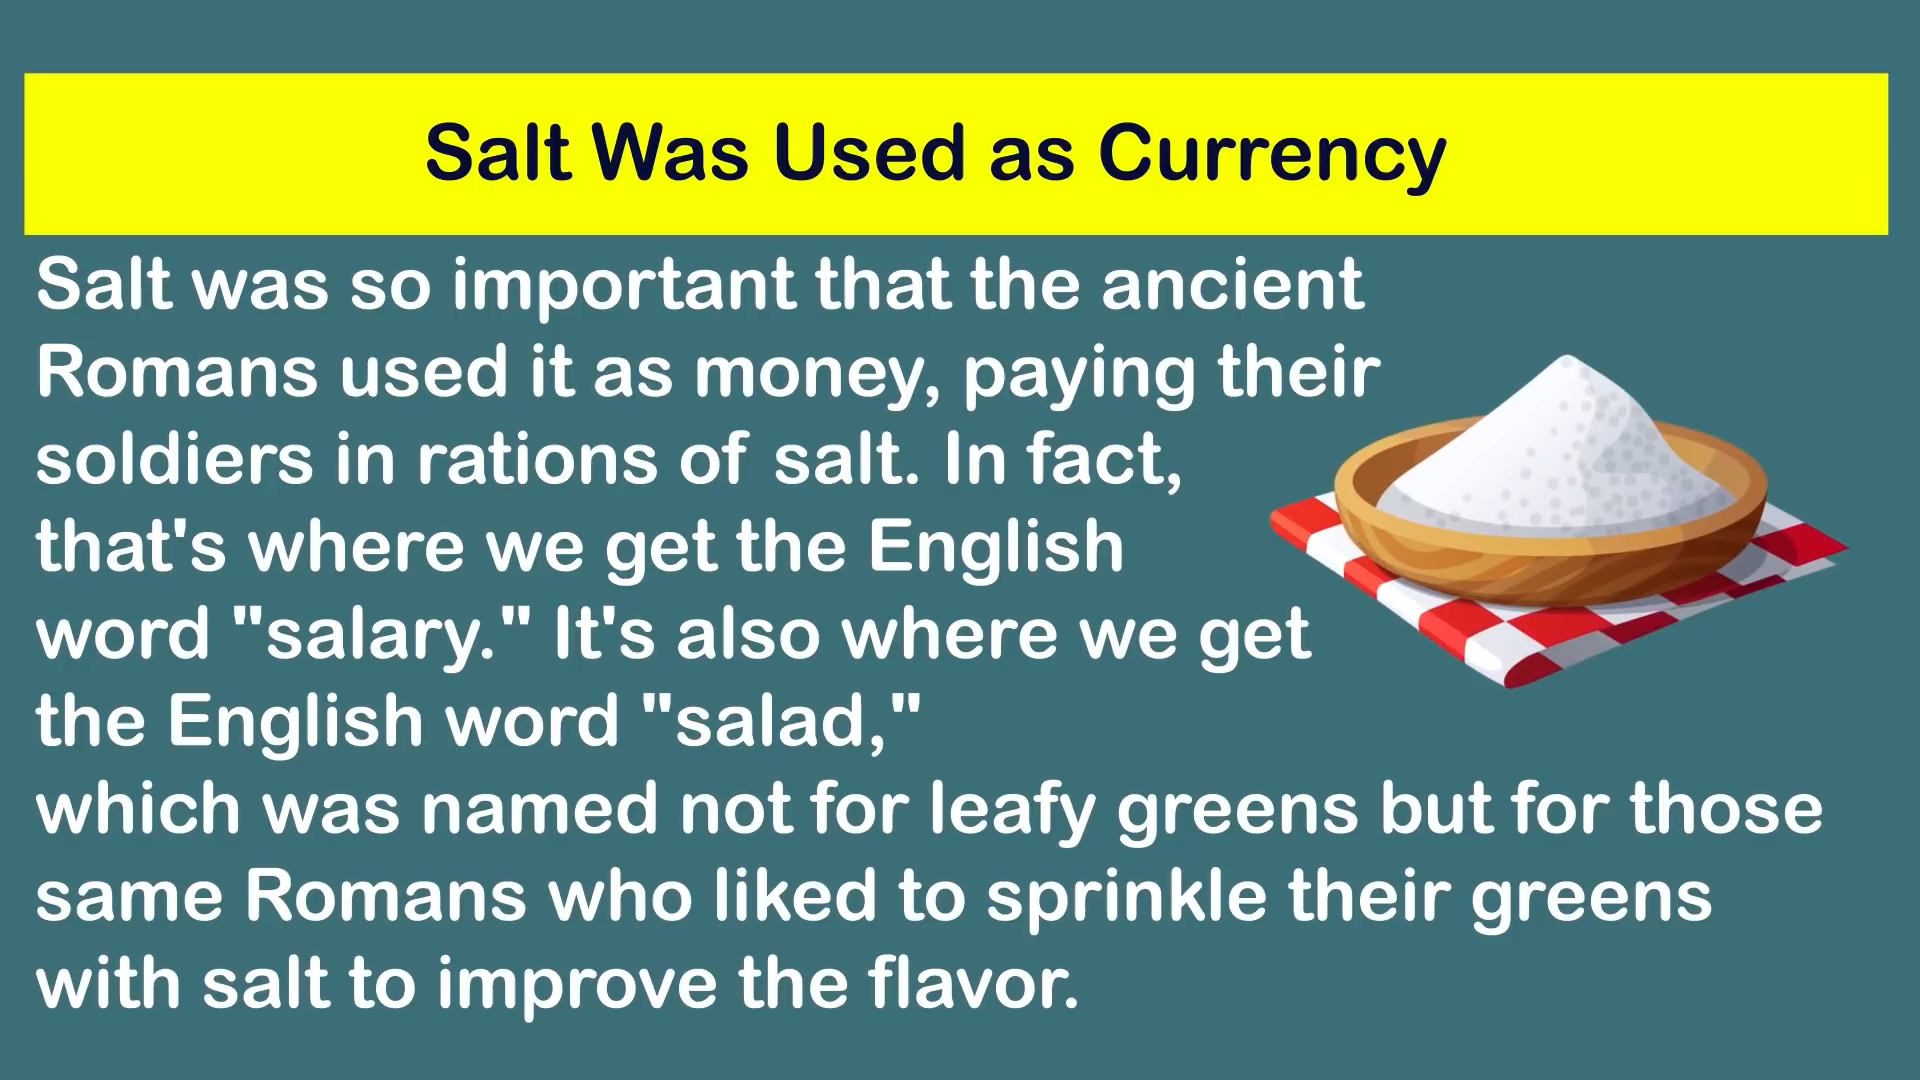 Salt Was Used as Currency
Salt was so important that the ancient
Romans used it as money, paying their
soldiers in rations of salt. In fact,
that's where we get the English
word "salary." It's also where we get
the English word "salad,"
which was named not for leafy greens but for those
same Romans who liked to sprinkle their greens
with salt to improve the flavor.